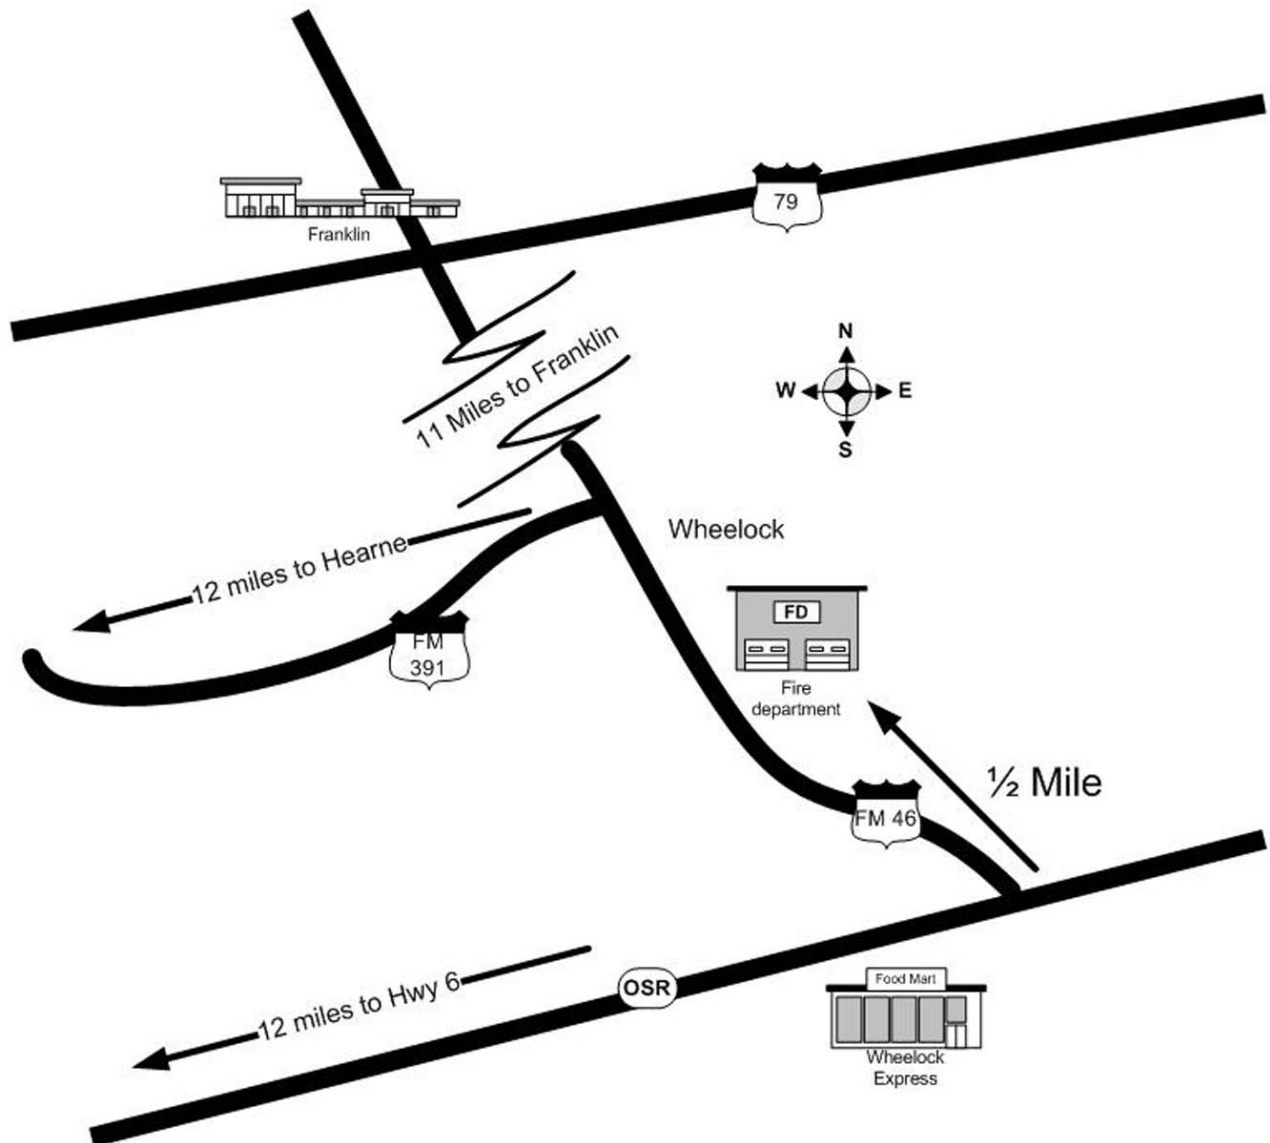 79
Franklin
11 Miles to Franklin
N
W
E
S
Wheelock
12 miles to Hearne
FD
FM
391
Fire
department
½ Mile
FM 46
12 miles to Hwy 6
OSR
Food Mart
Wheelock
Express